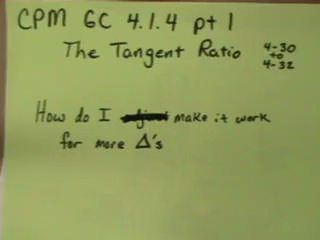 CPM GC 4.1.4 pt 1
The Tangent Ratio 4-30 to 4-32
How do I make it work
for more Δ's